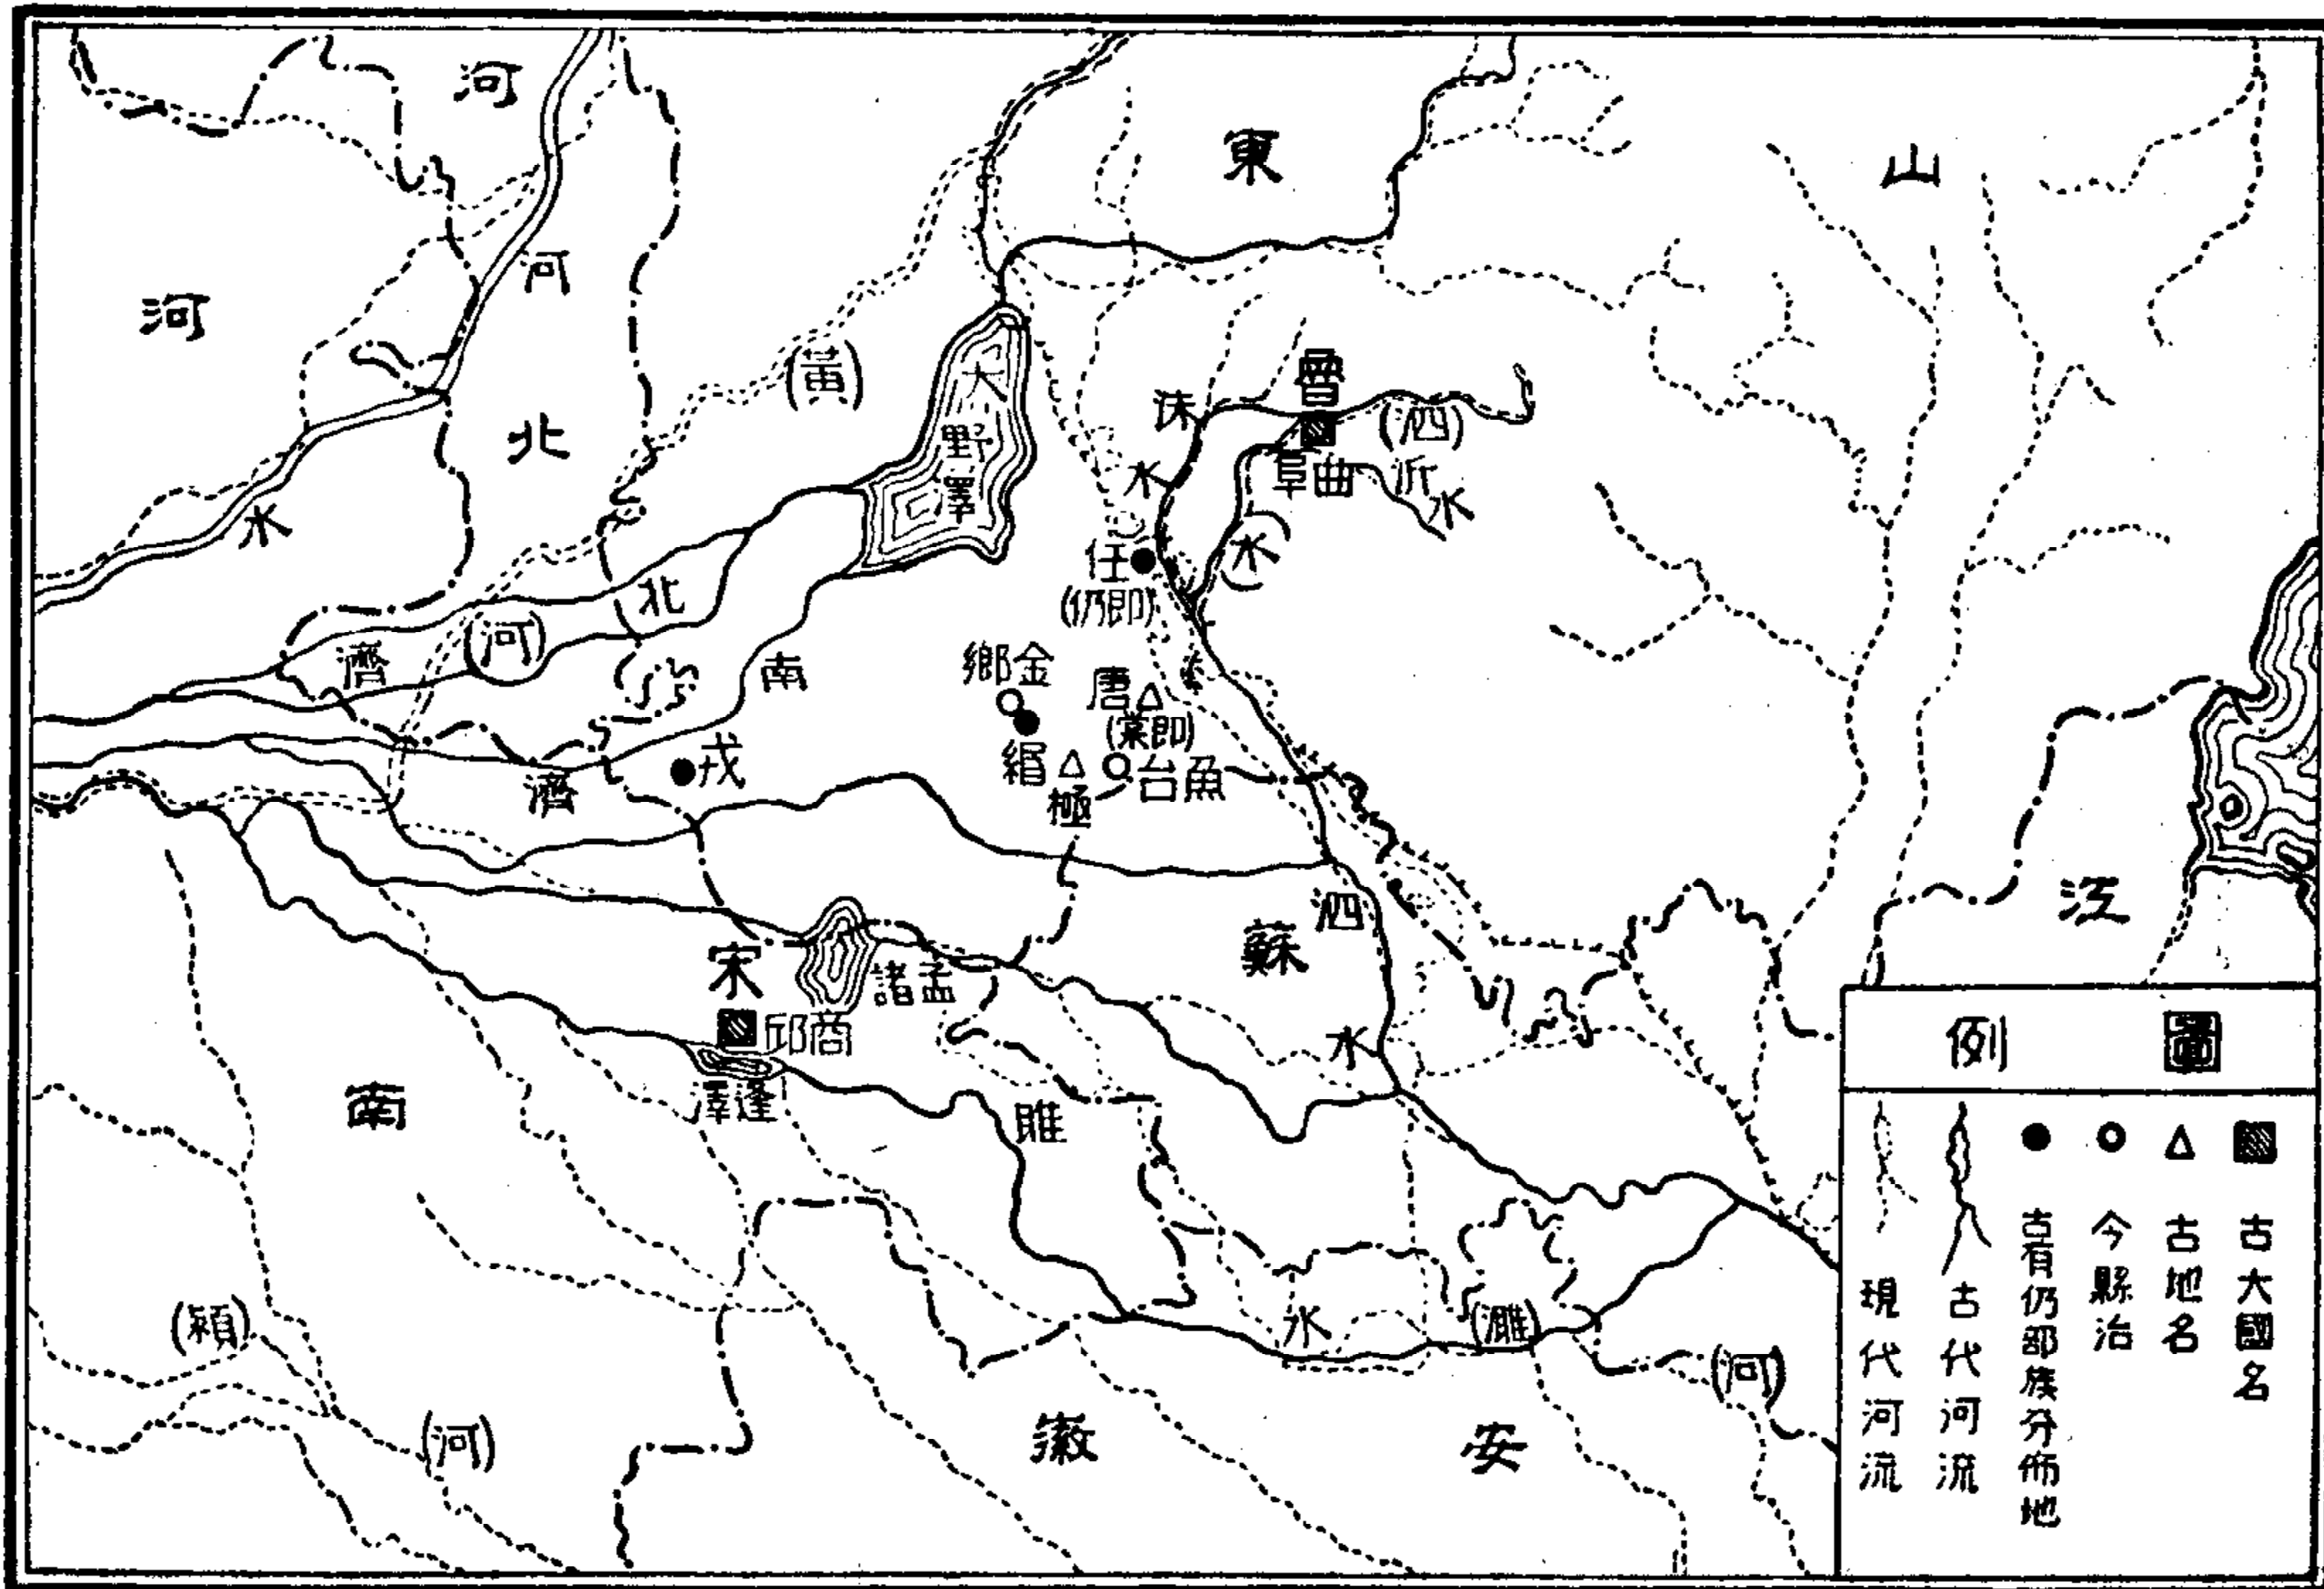 山東
河北
河南
江蘇
安徽
河水
(黃)
(河)
大野澤
洙水
魯
曲阜
(泗)
(水)
沂水
任
(即仍)
金鄉
緡
唐
(即棠)
魚台
極
戎
北濟
南濟
宋
商邱
孟諸
逢澤
泗水
睢水
(濉)
(河)
(潁)
(河)
圖例
古大國名
古地名
今縣治
古有仍部族分佈地
古代河流
現代河流